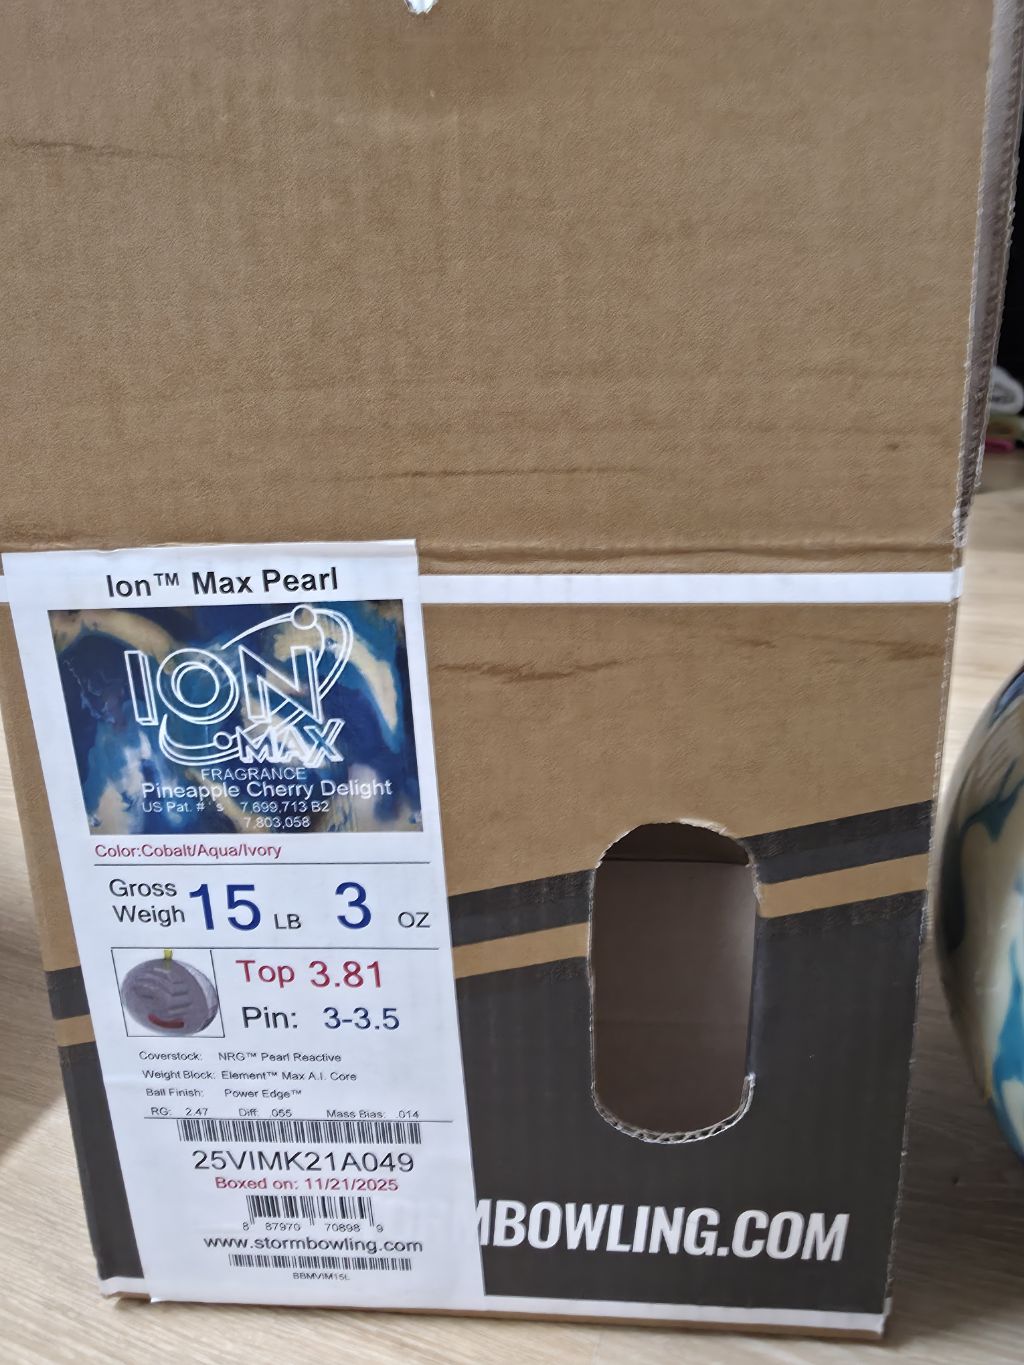 Ion™ Max Pearl
ION
MAX
FRAGRANCE
Pineapple Cherry Delight
US Pat. #'s 7,699,713 B2
7,803,058
Color:Cobalt/Aqua/Ivory
Gross
Weigh 15 LB 3 OZ
Top 3.81
Pin: 3-3.5
Coverstock: NRG™ Pearl Reactive
Weight Block: Element™ Max A.I. Core
Ball Finish: Power Edge™
RG: 2.47 Diff: .055 Mass Bias: .014
25VIMK21A049
Boxed on: 11/21/2025
8 87970 70898 9
www.stormbowling.com
BBMVIM15L
MBOWLING.COM